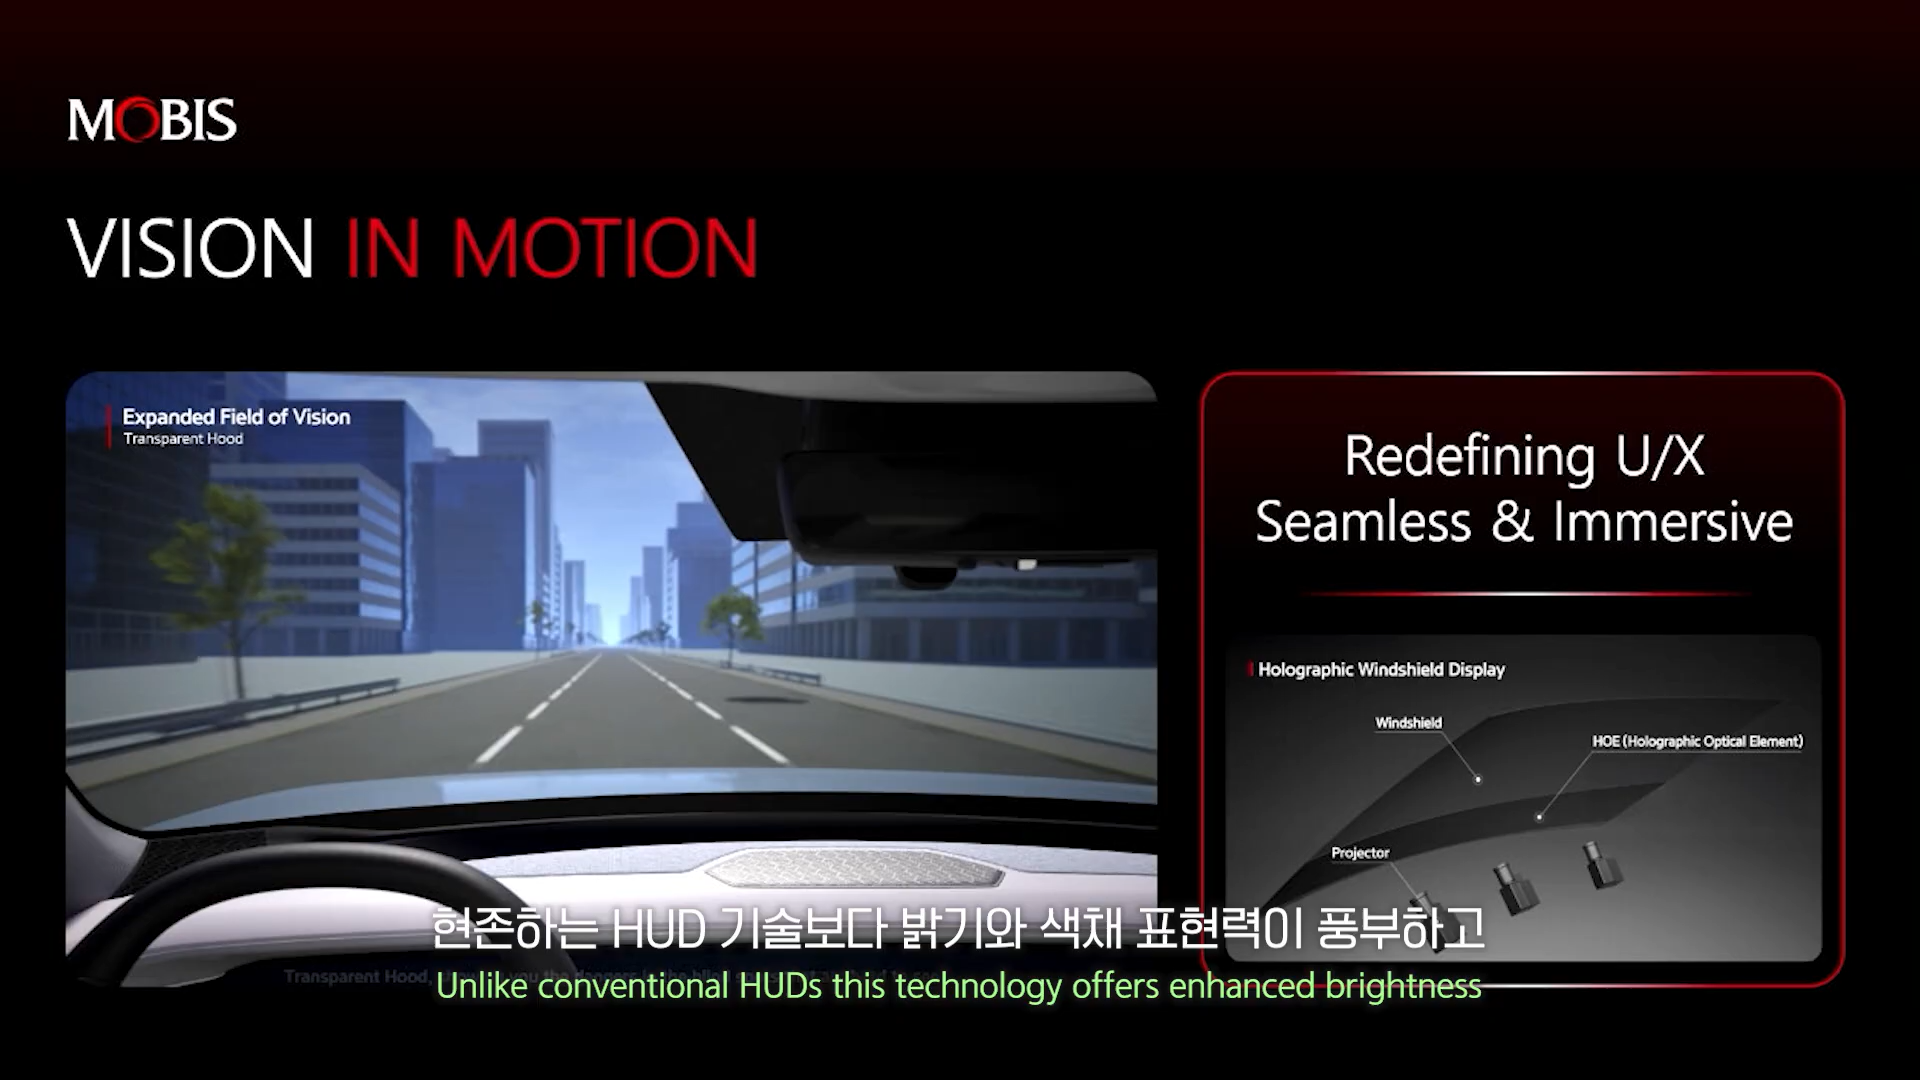 MOBIS
VISION IN MOTION
Expanded Field of Vision
Transparent Hood
Redefining U/X
Seamless & Immersive
Holographic Windshield Display
Windshield
HOE (Holographic Optical Element)
Projector
현존하는 HUD 기술보다 밝기와 색채 표현력이 풍부하고
Transparent Hood,
Unlike conventional HUDs this technology offers enhanced brightness